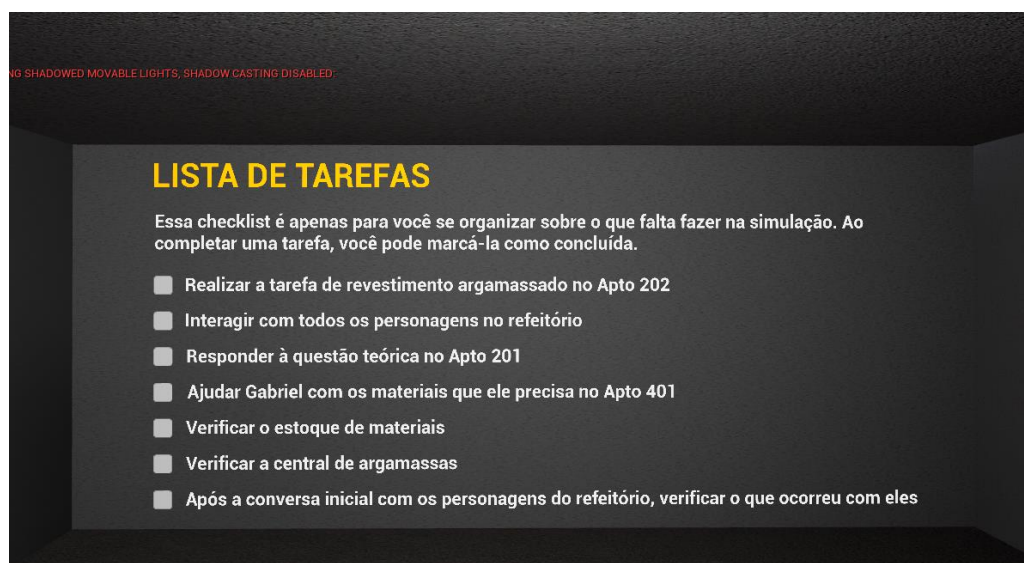 NG SHADOWED MOVABLE LIGHTS, SHADOW CASTING DISABLED:
LISTA DE TAREFAS
Essa checklist é apenas para você se organizar sobre o que falta fazer na simulação. Ao
completar uma tarefa, você pode marcá-la como concluída.
Realizar a tarefa de revestimento argamassado no Apto 202
Interagir com todos os personagens no refeitório
Responder à questão teórica no Apto 201
Ajudar Gabriel com os materiais que ele precisa no Apto 401
Verificar o estoque de materiais
Verificar a central de argamassas
Após a conversa inicial com os personagens do refeitório, verificar o que ocorreu com eles